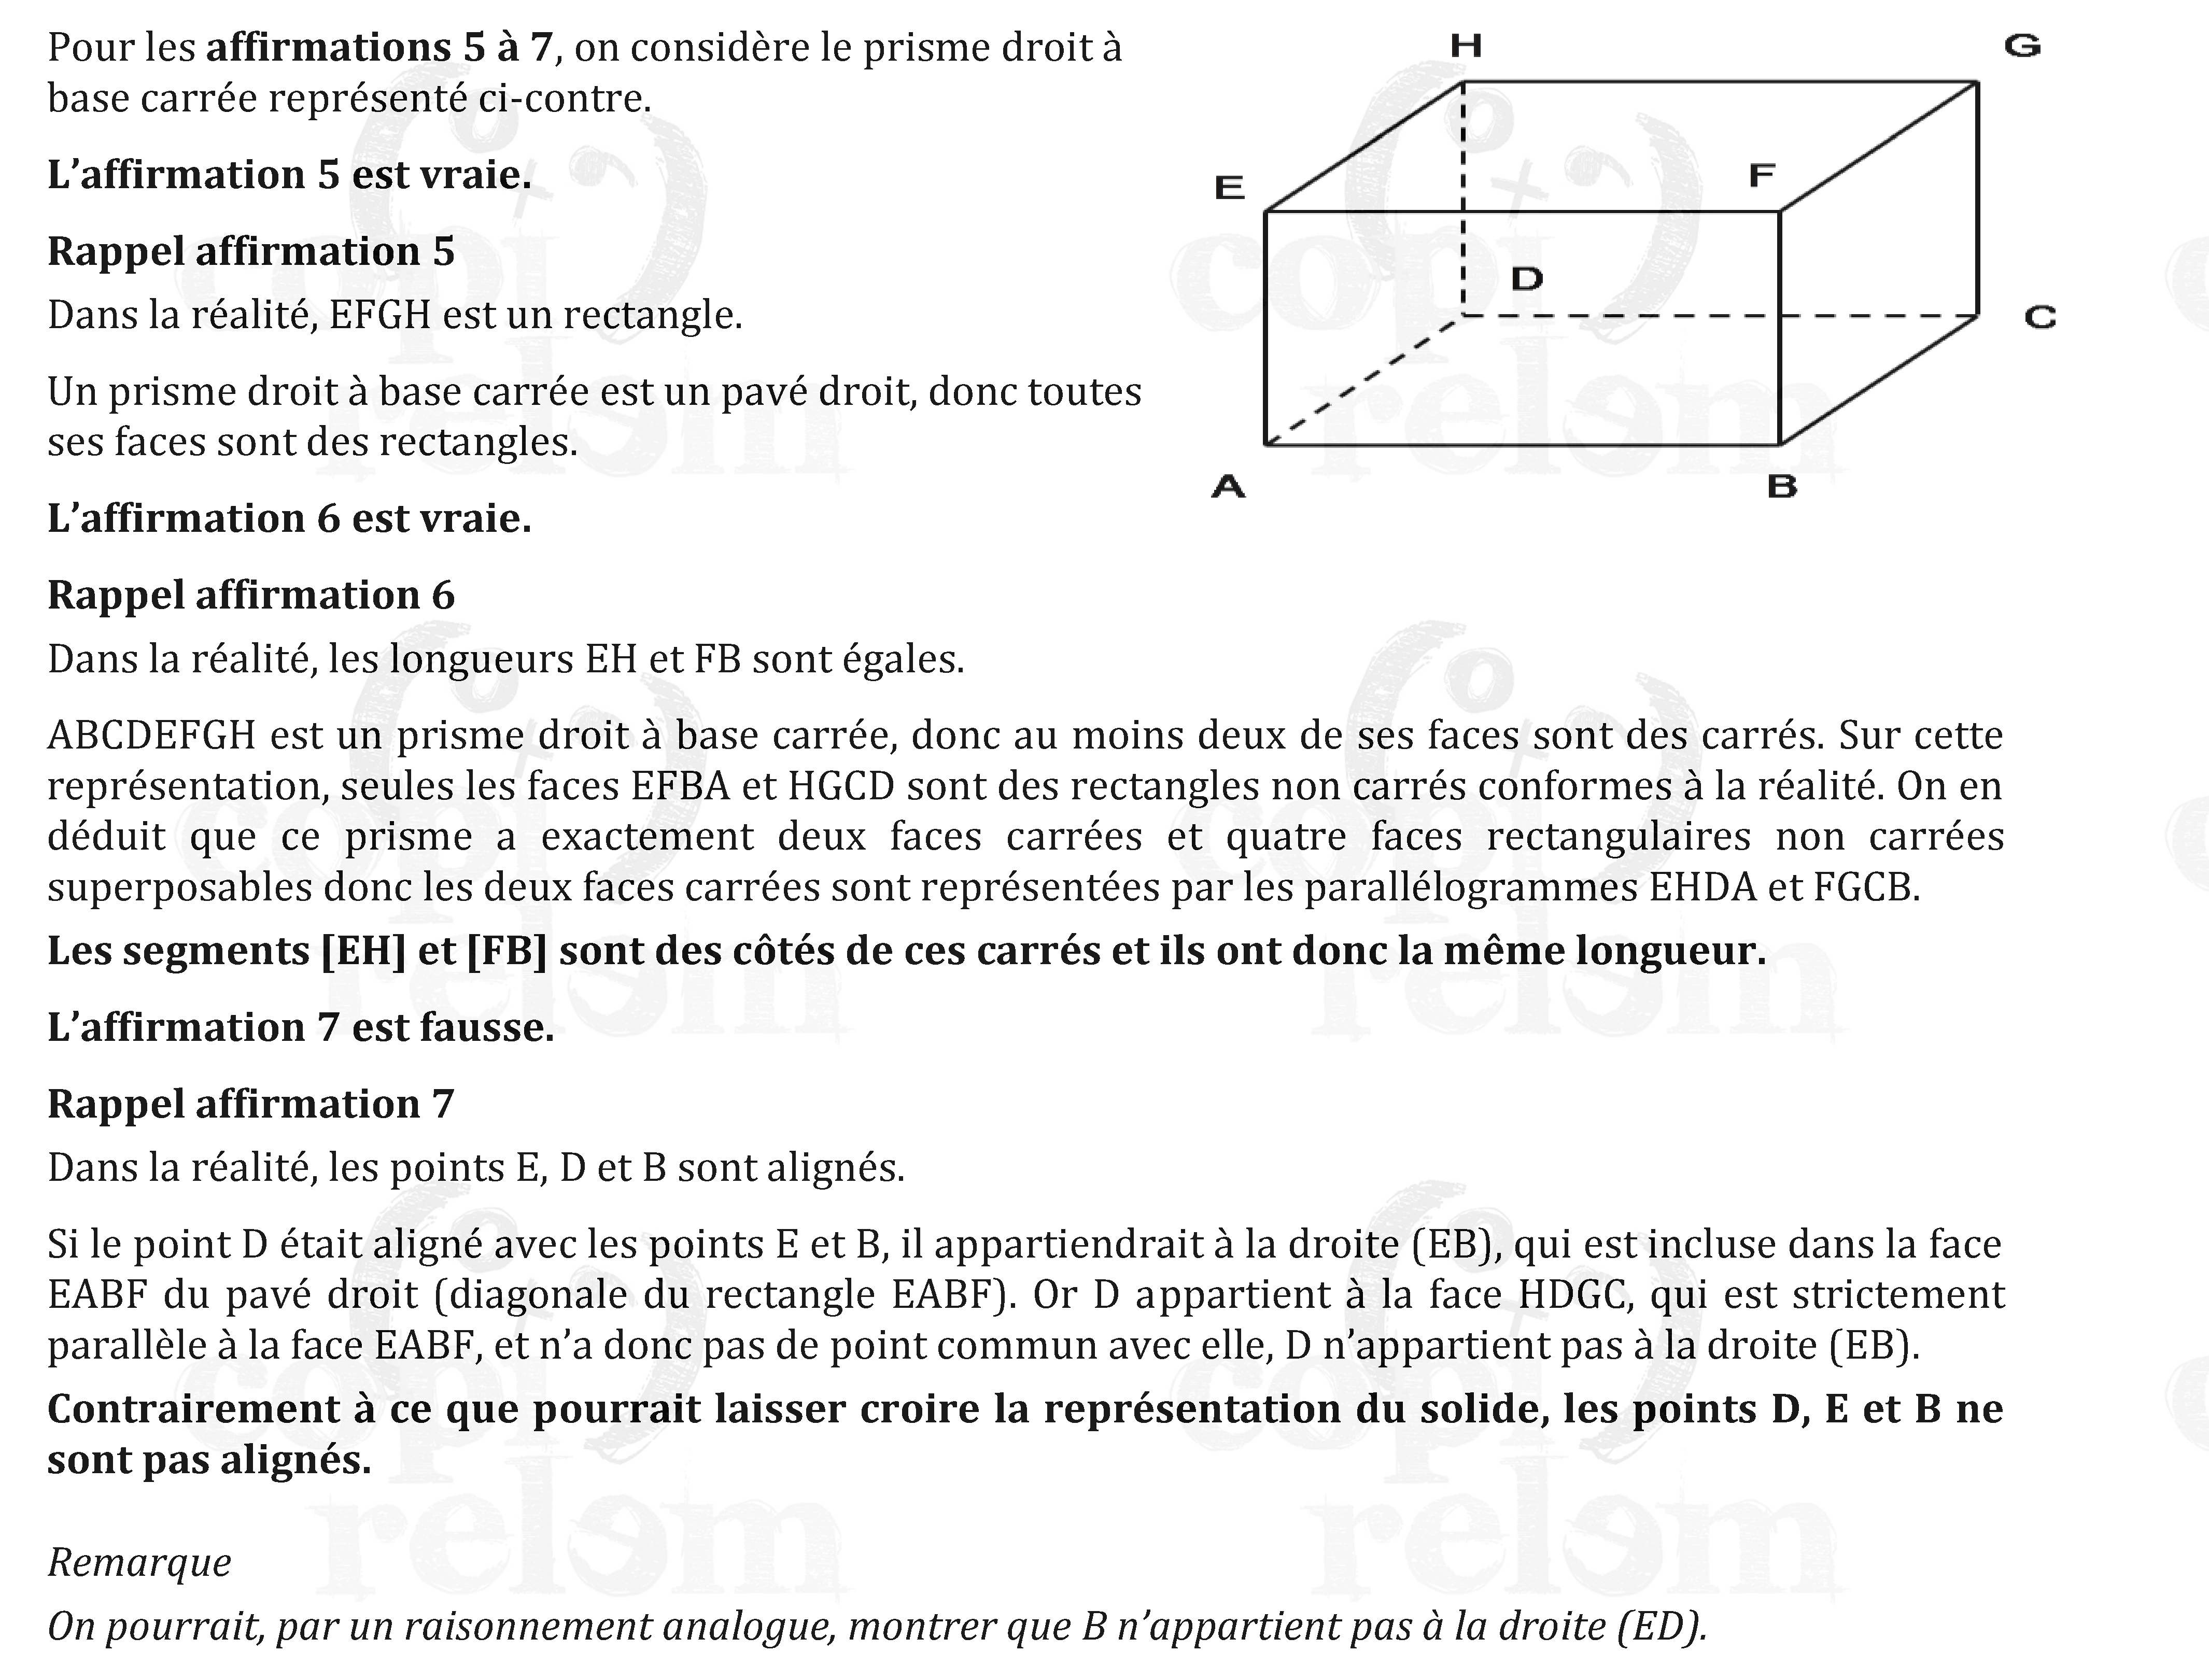 Pour les affirmations 5 à 7, on considère le prisme droit à
base carrée représenté ci-contre.
L’affirmation 5 est vraie.
Rappel affirmation 5
Dans la réalité, EFGH est un rectangle.
Un prisme droit à base carrée est un pavé droit, donc toutes
ses faces sont des rectangles.
H
G
E
F
D
C
A
B
L’affirmation 6 est vraie.
Rappel affirmation 6
Dans la réalité, les longueurs EH et FB sont égales.
ABCDEFGH est un prisme droit à base carrée, donc au moins deux de ses faces sont des carrés. Sur cette
représentation, seules les faces EFBA et HGCD sont des rectangles non carrés conformes à la réalité. On en
déduit que ce prisme a exactement deux faces carrées et quatre faces rectangulaires non carrées
superposables donc les deux faces carrées sont représentées par les parallélogrammes EHDA et FGCB.
Les segments [EH] et [FB] sont des côtés de ces carrés et ils ont donc la même longueur.
L’affirmation 7 est fausse.
Rappel affirmation 7
Dans la réalité, les points E, D et B sont alignés.
Si le point D était aligné avec les points E et B, il appartiendrait à la droite (EB), qui est incluse dans la face
EABF du pavé droit (diagonale du rectangle EABF). Or D appartient à la face HDGC, qui est strictement
parallèle à la face EABF, et n’a donc pas de point commun avec elle, D n’appartient pas à la droite (EB).
Contrairement à ce que pourrait laisser croire la représentation du solide, les points D, E et B ne
sont pas alignés.
Remarque
On pourrait, par un raisonnement analogue, montrer que B n’appartient pas à la droite (ED).
copi
relem
copi
relem
copi
relem
copi
relem
copi
relem
copi
relem